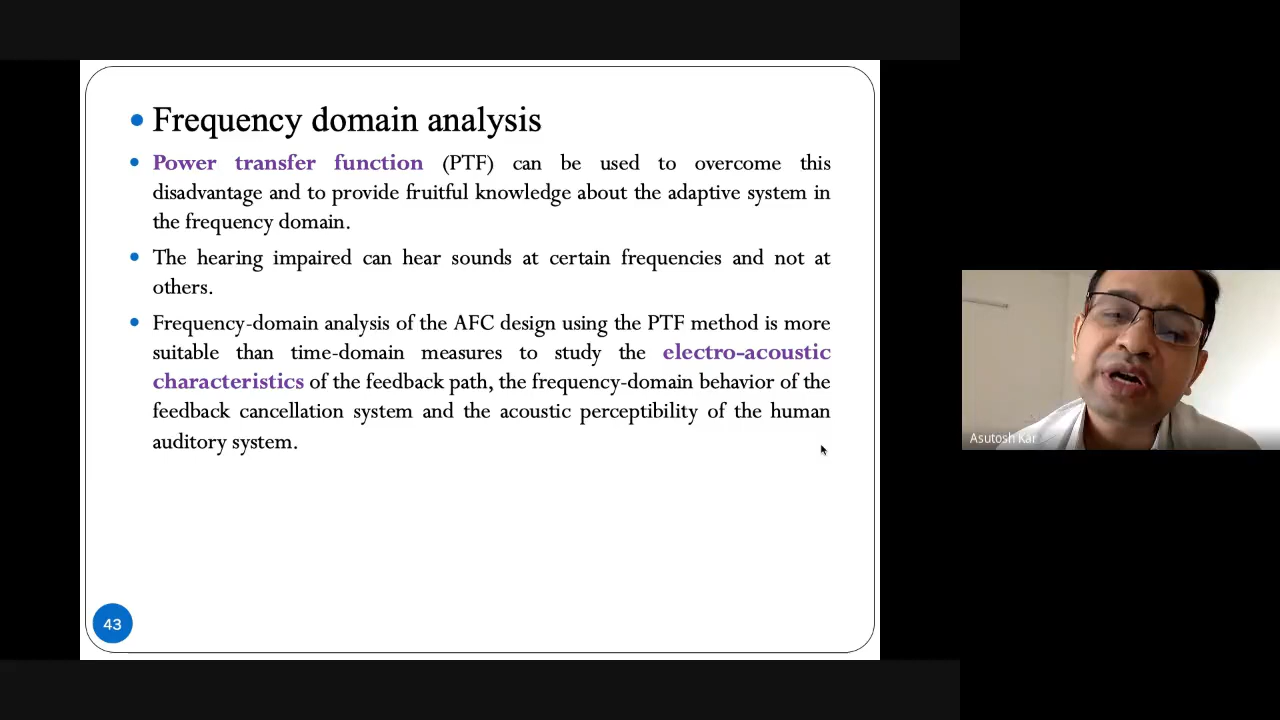 Frequency domain analysis
Power transfer function (PTF) can be used to overcome this
disadvantage and to provide fruitful knowledge about the adaptive system in
the frequency domain.
The hearing impaired can hear sounds at certain frequencies and not at
others.
Frequency-domain analysis of the AFC design using the PTF method is more
suitable than time-domain measures to study the electro-acoustic
characteristics of the feedback path, the frequency-domain behavior of the
feedback cancellation system and the acoustic perceptibility of the human
auditory system.
43
Asutosh Kar